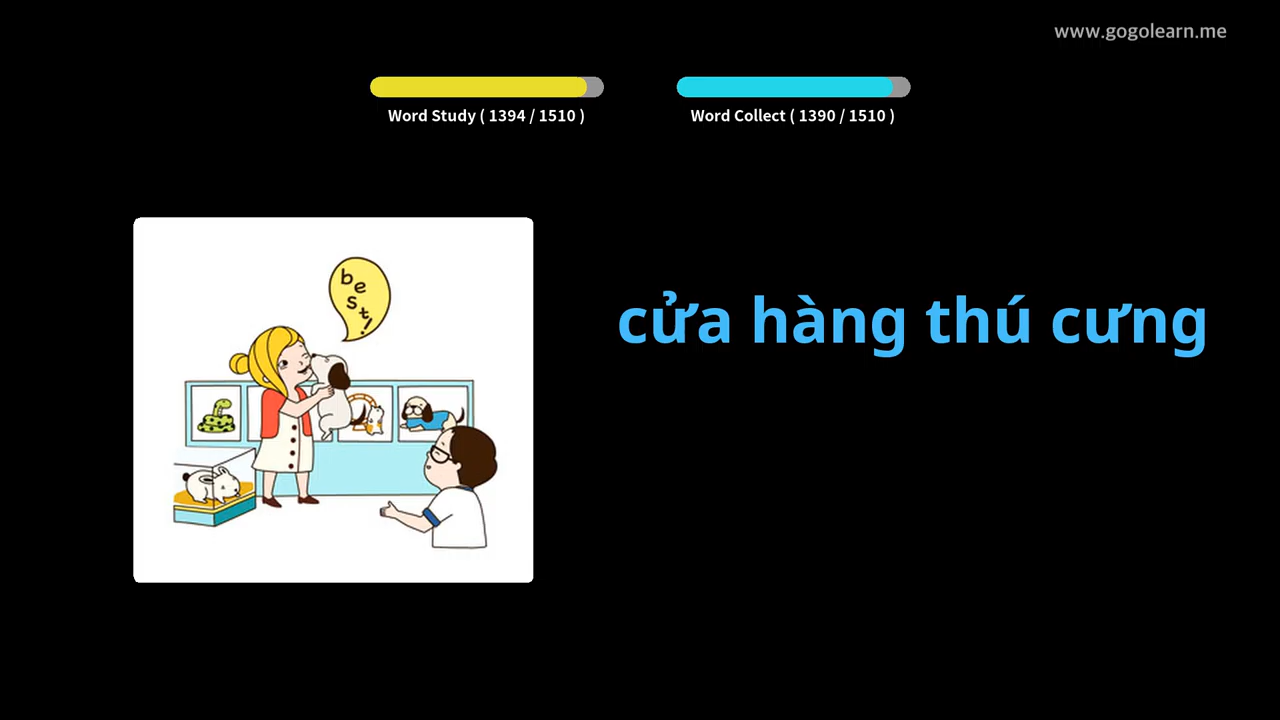 www.gogolearn.me
Word Study ( 1394 / 1510 )
Word Collect ( 1390 / 1510 )
best!
cửa hàng thú cưng